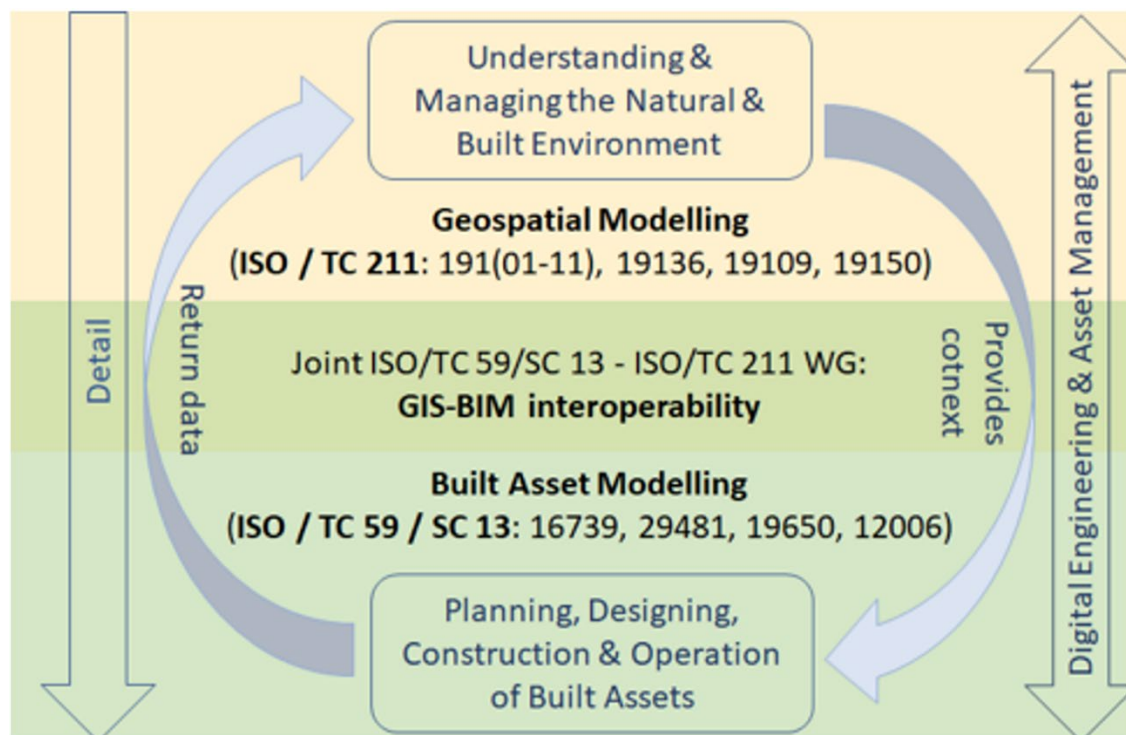 Understanding &
Managing the Natural &
Built Environment
Geospatial Modelling
(ISO / TC 211: 191(01-11), 19136, 19109, 19150)
Detail
Return data
Joint ISO/TC 59/SC 13 - ISO/TC 211 WG:
GIS-BIM interoperability
Provides
cotnext
Digital Engineering & Asset Management
Built Asset Modelling
(ISO / TC 59 / SC 13: 16739, 29481, 19650, 12006)
Planning, Designing,
Construction & Operation
of Built Assets